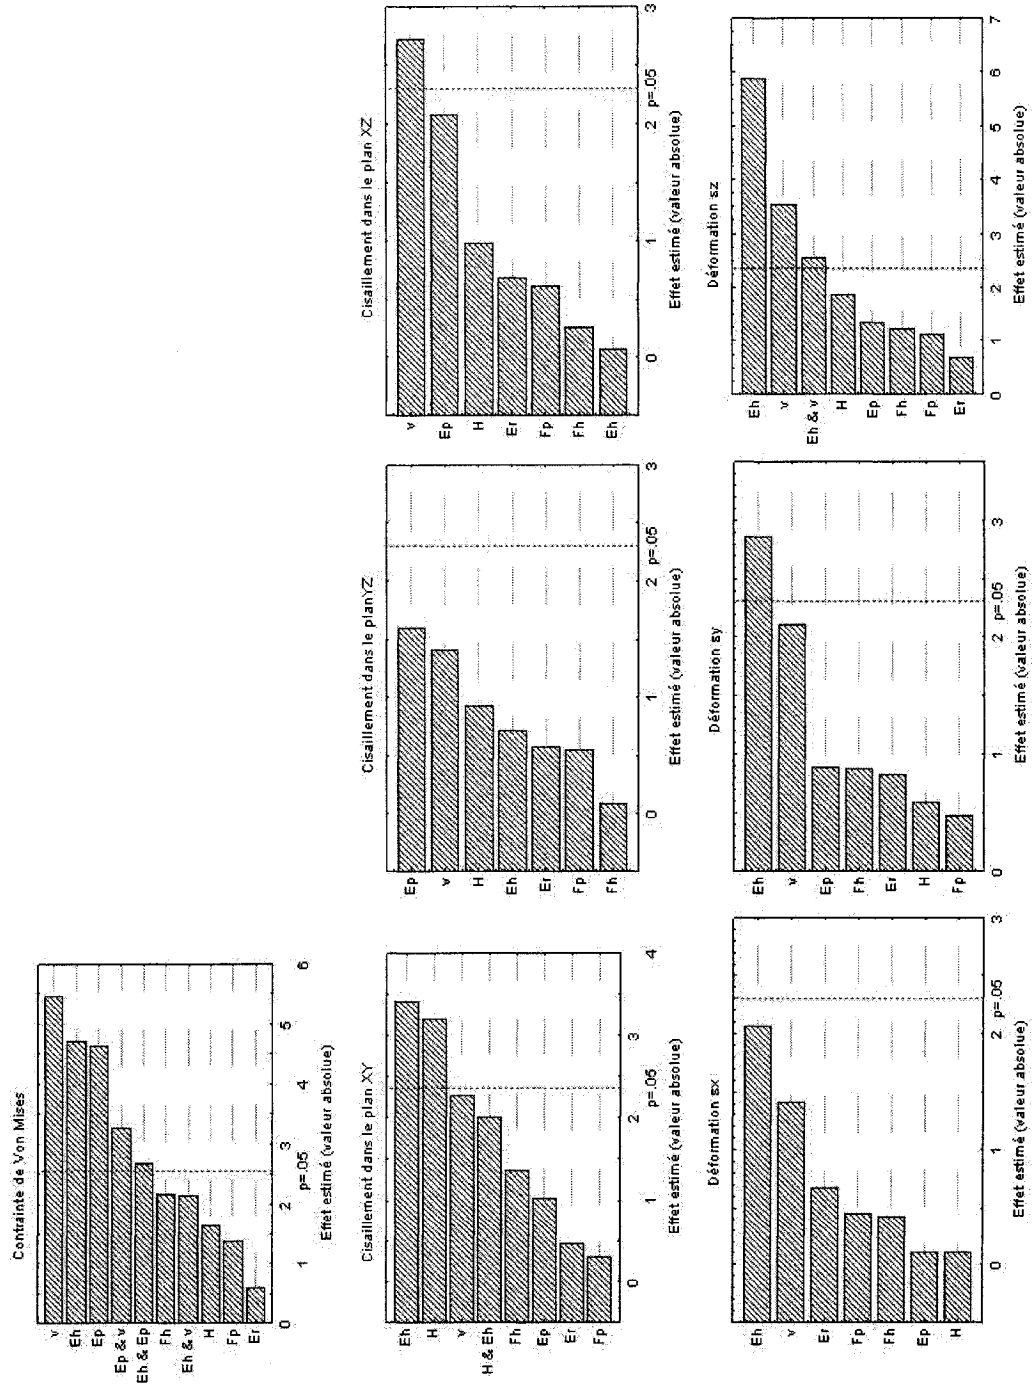 Contrainte de Von Mises
v
Eh
Ep
Ep & v
Eh & Ep
Fh
Eh & v
H
Fp
Er
0 1 2 p=.05 3 4 5 6
Effet estimé (valeur absolue)
Cisaillement dans le plan XY
Eh
H
v
H & Eh
Fh
Ep
Er
Fp
0 1 2 p=.05 3 4
Effet estimé (valeur absolue)
Cisaillement dans le planYZ
Ep
v
H
Eh
Er
Fp
Fh
0 1 2 p=.05 3
Effet estimé (valeur absolue)
Cisaillement dans le plan XZ
v
Ep
H
Er
Fp
Fh
Eh
0 1 2 p=.05 3
Effet estimé (valeur absolue)
Déformation εx
Eh
v
Er
Fp
Fh
Ep
H
0 1 2 p=.05 3
Effet estimé (valeur absolue)
Déformation εy
Eh
v
Ep
Fh
Er
H
Fp
0 1 2 p=.05 3
Effet estimé (valeur absolue)
Déformation εz
Eh
v
Eh & v
H
Ep
Fh
Fp
Er
0 1 2 3 4 5 6 7
Effet estimé (valeur absolue)